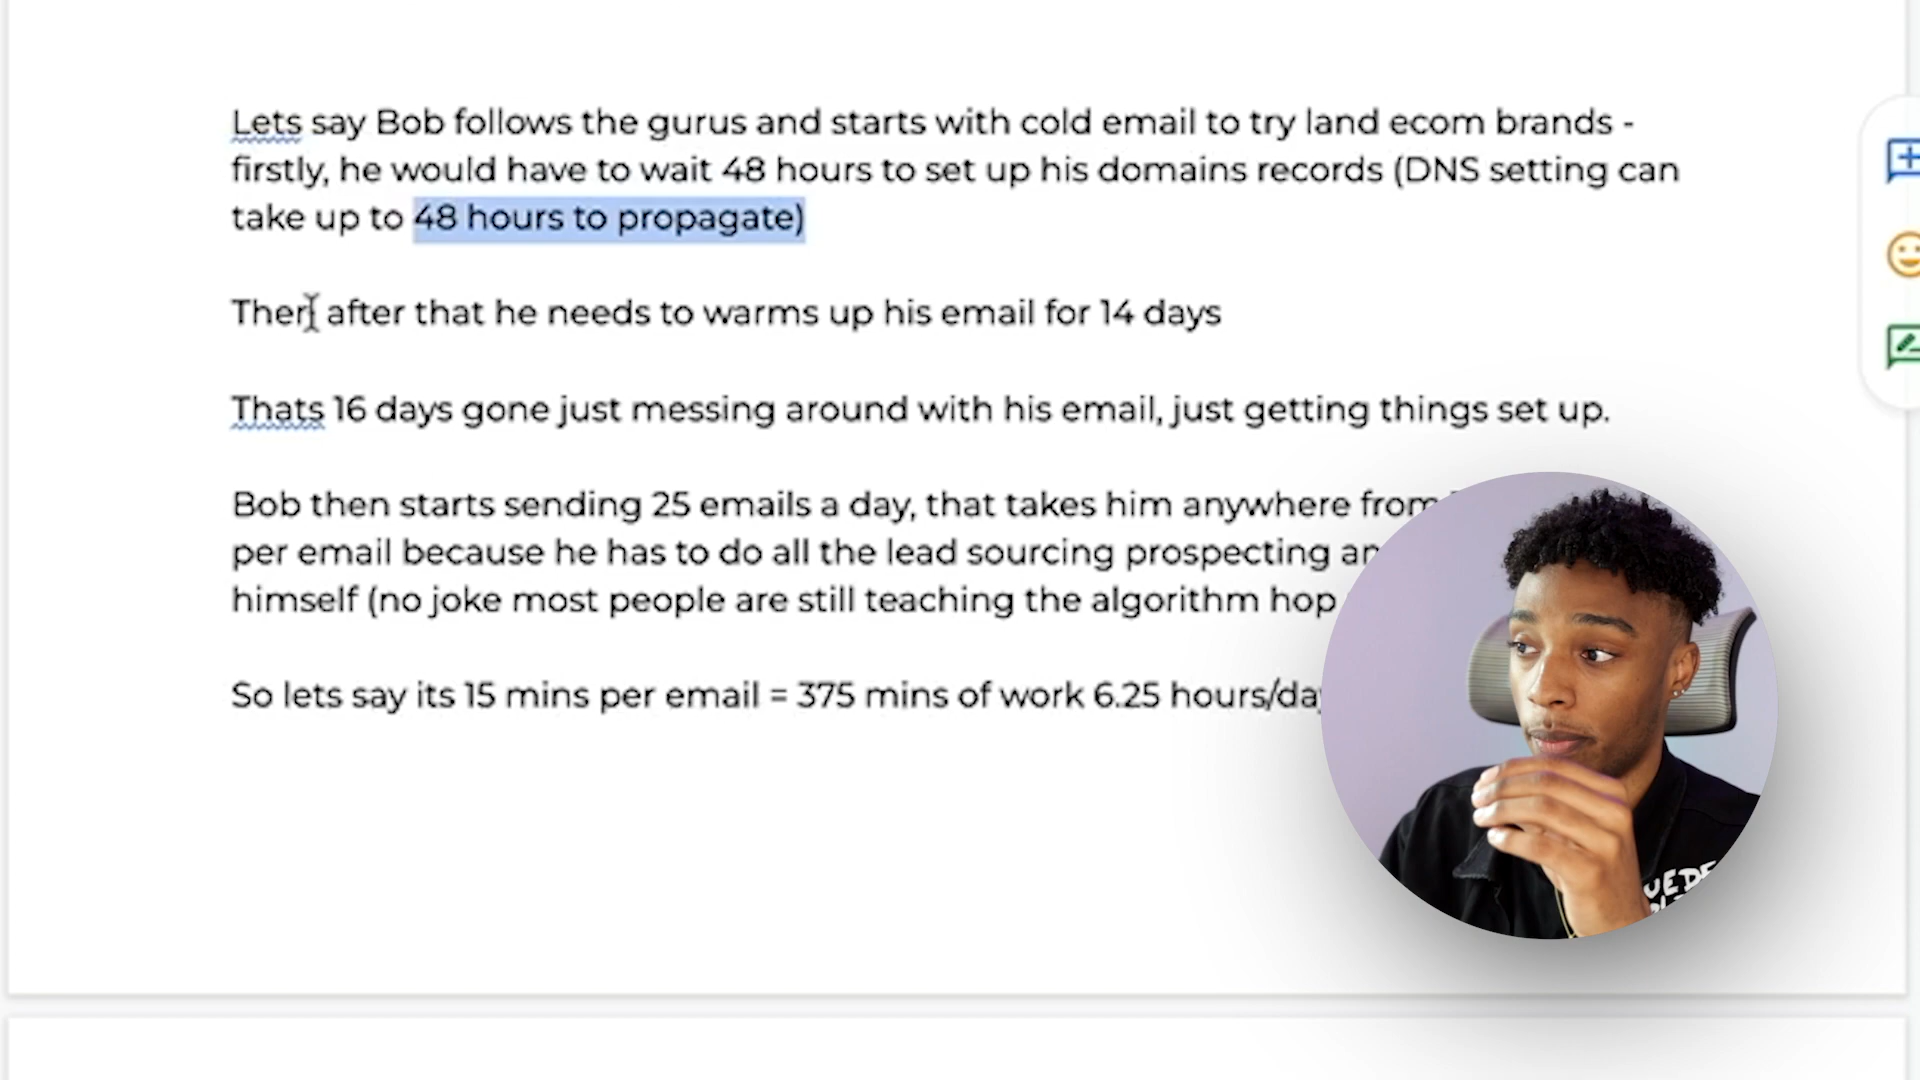 Lets say Bob follows the gurus and starts with cold email to try land ecom brands -
firstly, he would have to wait 48 hours to set up his domains records (DNS setting can
take up to 48 hours to propagate)
Then after that he needs to warms up his email for 14 days
Thats 16 days gone just messing around with his email, just getting things set up.
Bob then starts sending 25 emails a day, that takes him anywhere from
per email because he has to do all the lead sourcing prospecting
himself (no joke most people are still teaching the algorithm hop
So lets say its 15 mins per email = 375 mins of work 6.25 hours/day